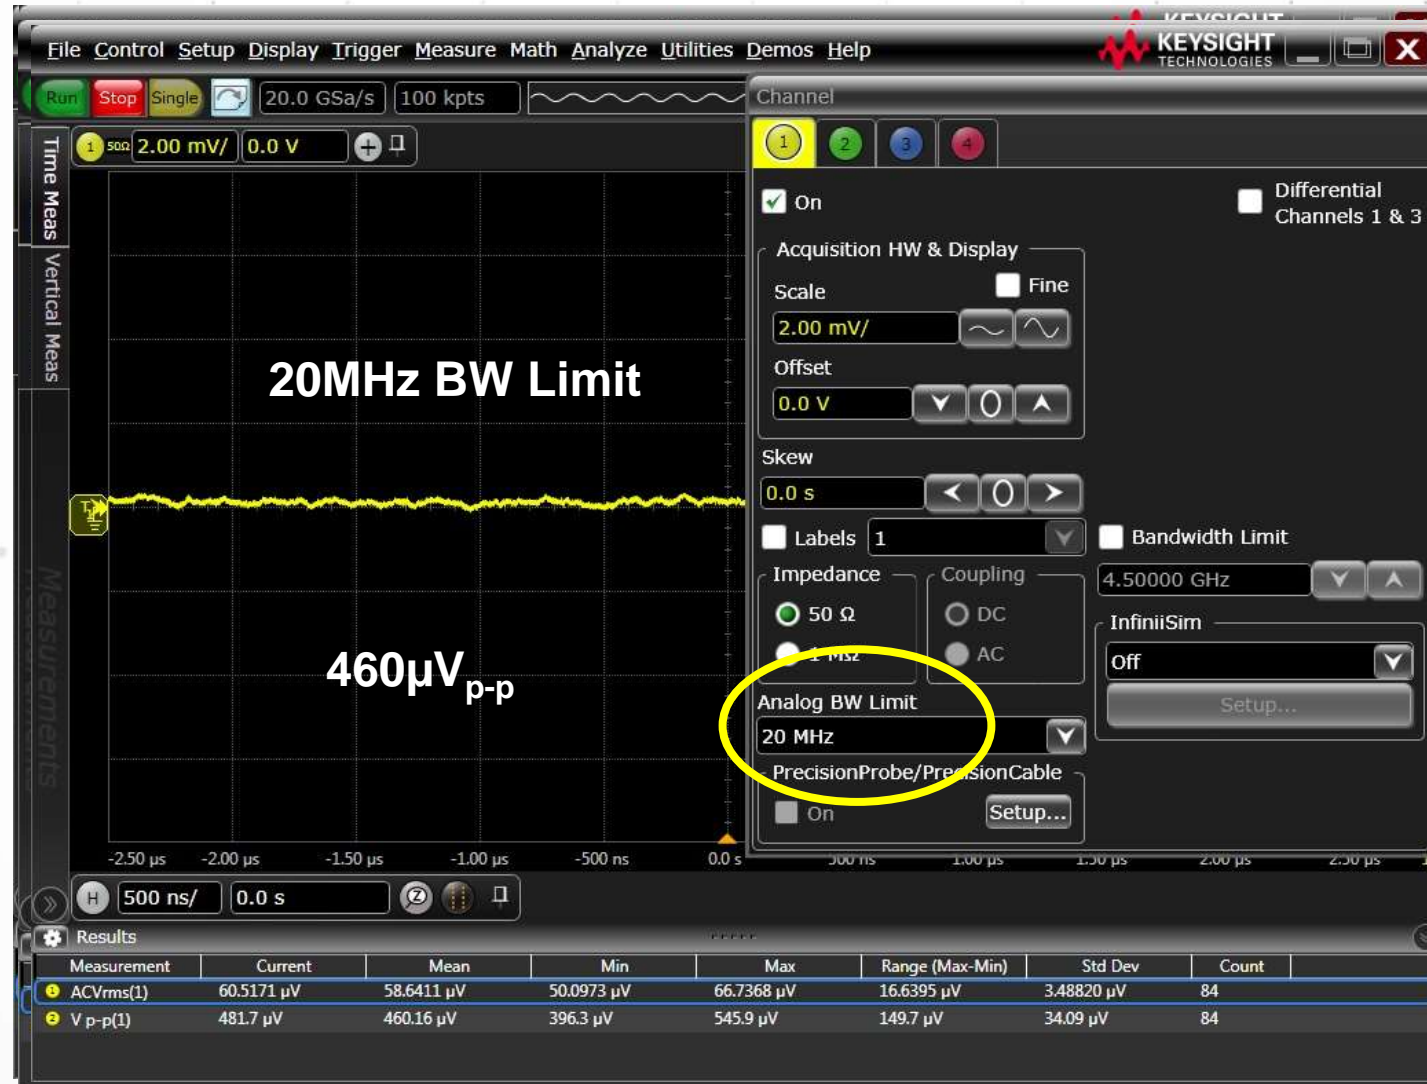 KEYSIGHT
File Control Setup Display Trigger Measure Math Analyze Utilities Demos Help
KEYSIGHT
TECHNOLOGIES
X
Run Stop Single 20.0 GSa/s 100 kpts
Channel
1 50Ω 2.00 mV/ 0.0 V
1 2 3 4
Time Meas
Vertical Meas
Measurements
On
Differential
Channels 1 & 3
Acquisition HW & Display
Scale
Fine
2.00 mV/
Offset
0.0 V
0
20MHz BW Limit
Skew
0.0 s
0
T
Labels 1
Bandwidth Limit
4.50000 GHz
Impedance
Coupling
50 Ω
DC
1 MΩ
AC
InfiniiSim
Off
Setup...
460µVp-p
Analog BW Limit
20 MHz
PrecisionProbe/PrecisionCable
On
Setup...
-2.50 µs -2.00 µs -1.50 µs -1.00 µs -500 ns 0.0 s 500 ns 1.00 µs 1.50 µs 2.00 µs 2.50 µs
H 500 ns/ 0.0 s Z
Results
Measurement Current Mean Min Max Range (Max-Min) Std Dev Count
1 ACVrms(1) 60.5171 µV 58.6411 µV 50.0973 µV 66.7368 µV 16.6395 µV 3.48820 µV 84
2 V p-p(1) 481.7 µV 460.16 µV 396.3 µV 545.9 µV 149.7 µV 34.09 µV 84